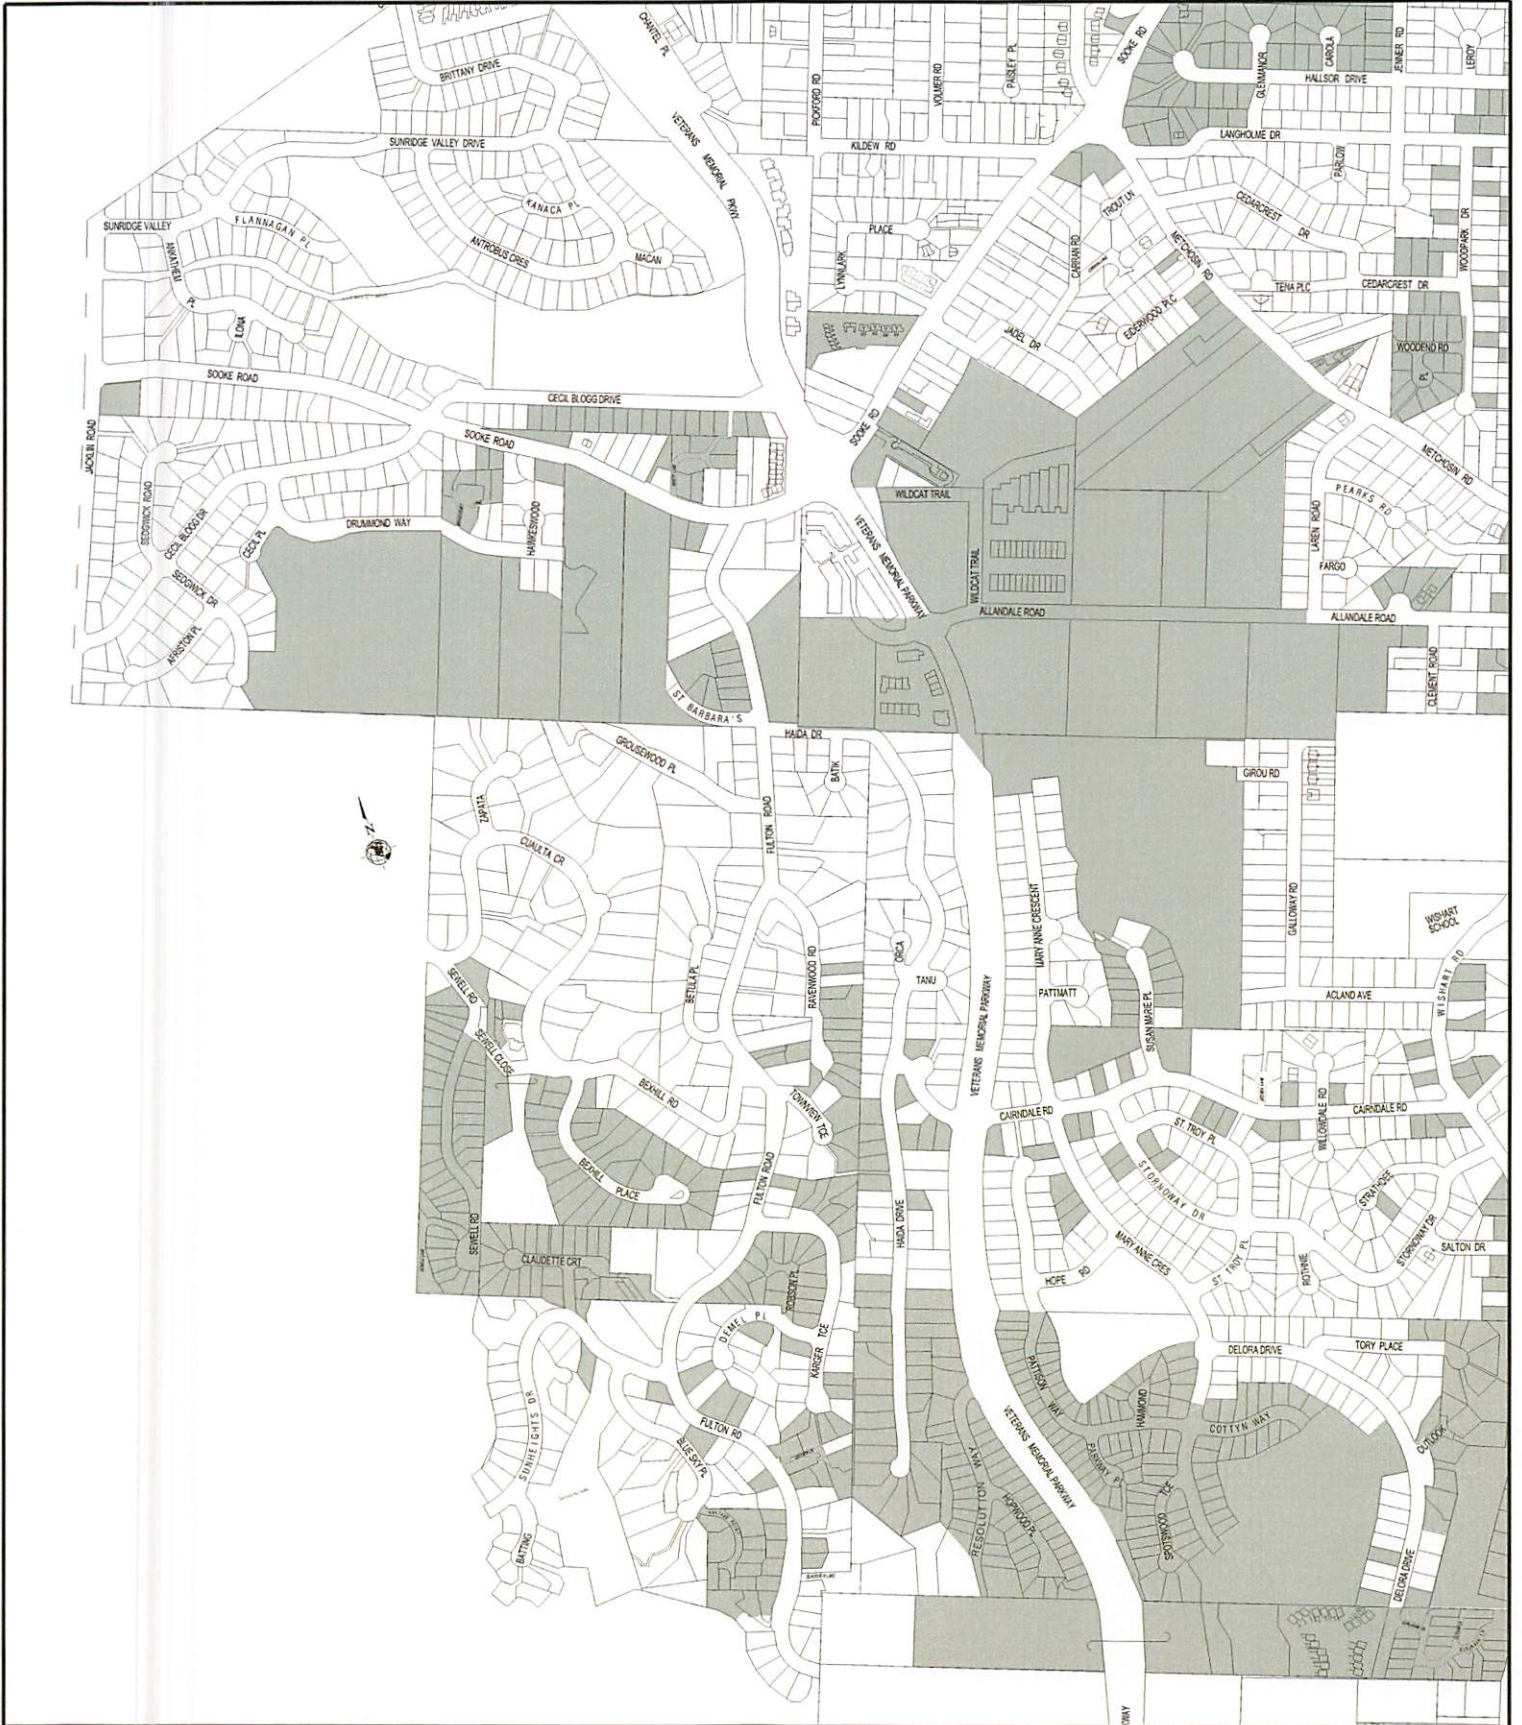 CHANTEL PL
BRITTANY DRIVE
PICKFORD RD
VOLMER RD
PAISLEY PL
SOOKE RD
GLENMANOR
CAROLA
JENNER RD
LEROY
HALLSOR DRIVE
VETERANS MEMORIAL PKWY
SUNRIDGE VALLEY DRIVE
KILDEW RD
LANGHOLME DR
PARLOW
SUNRIDGE VALLEY
FLANNAGAN PL
KANACA PL
ANTROBUS CRES
MACAN
PLACE
LYNNLARK
TROUT LN
CEDARCREST DR
METCHOSIN RD
CARRAN RD
WOODPARK DR
ANKATHEM
PL
ILONA
TENA PLC
CEDARCREST DR
EIDERWOOD PLC
JADEL DR
WOODEND RD
PL
SOOKE ROAD
CECIL BLOGG DRIVE
SOOKE RD
JACKLIN ROAD
SOOKE ROAD
METCHOSIN RD
SEDGWICK ROAD
CECIL BLOGG DR
CECIL PL
DRUMMOND WAY
HAWKESWOOD
WILDCAT TRAIL
LAREN ROAD
PEARKS RD
VETERANS MEMORIAL PARKWAY
WILDCAT TRAIL
FARGO
SEDGWICK DR
AFRISTON PL
ALLANDALE ROAD
ALLANDALE ROAD
CLEMENT ROAD
ST BARBARA'S
HAIDA DR
GROUSEWOOD PL
BATIK
GIROU RD
ZAPATA
FULTON ROAD
N
CUAULTA CR
MARY ANNE CRESCENT
GALLOWAY RD
WISHART
SCHOOL
ORCA
BETULA PL
RAVENWOOD RD
TANU
PATTMATT
ACLAND AVE
WISHART RD
SEWELL RD
SEWELL CLOSE
VETERANS MEMORIAL PARKWAY
SUSAN MARIE PL
BEXHILL RD
TOWNVIEW TCE
CAIRNDALE RD
ST. TROY PL
WILLOWDALE RD
CAIRNDALE RD
BEXHILL PLACE
FULTON ROAD
STORNOWAY DR
STRATHDEE
HAIDA DRIVE
SEWELL RD
CLAUDETTE CRT
ROBSON PL
HOPE RD
MARY ANNE CRES
ST. TROY PL
ROTHNIE
STORNOWAY DR
SALTON DR
DEMEL PL
KARGER TCE
DELORA DRIVE
TORY PLACE
SUNHEIGHTS DR
FULTON RD
BLUE SKY PL
PATTISON WAY
HAMMOND
COTTYN WAY
VETERANS MEMORIAL PARKWAY
PARKWAY PL
OUTLOOK
RESOLUTION WAY
HOPWOOD PL
SPOTSWOOD TCE
BATTING
DELORA DRIVE
WAY